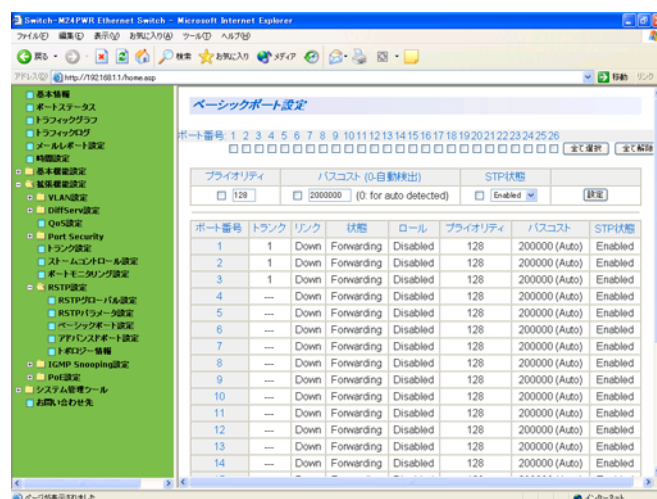 Switch-M24PWR Ethernet Switch - Microsoft Internet Explorer
ファイル(F) 編集(E) 表示(V) お気に入り(A) ツール(T) ヘルプ(H)
戻る 検索 お気に入り メディア
アドレス(D) http://192.168.1.1/home.asp 移動 リンク
基本情報
ポートステータス
トラフィックグラフ
トラフィックログ
メールレポート設定
時間設定
基本機能設定
拡張機能設定
VLAN設定
DiffServ設定
QoS設定
Port Security
トランク設定
ストームコントロール設定
ポートモニタリング設定
RSTP設定
RSTPグローバル設定
RSTPパラメータ設定
ベーシックポート設定
アドバンスドポート設定
トポロジー情報
IGMP Snooping設定
PoE設定
システム管理ツール
お問い合わせ先
ベーシックポート設定
ポート番号: 1 2 3 4 5 6 7 8 9 10 11 12 13 14 15 16 17 18 19 20 21 22 23 24 25 26
全て選択 全て解除
プライオリティ パスコスト (0-自動検出) STP状態
128 2000000 (0: for auto detected) Enabled 設定
ポート番号 トランク リンク 状態 ロール プライオリティ パスコスト STP状態
1 1 Down Forwarding Disabled 128 200000 (Auto) Enabled
2 1 Down Forwarding Disabled 128 200000 (Auto) Enabled
3 1 Down Forwarding Disabled 128 200000 (Auto) Enabled
4 --- Down Forwarding Disabled 128 200000 (Auto) Enabled
5 --- Down Forwarding Disabled 128 200000 (Auto) Enabled
6 --- Down Forwarding Disabled 128 200000 (Auto) Enabled
7 --- Down Forwarding Disabled 128 200000 (Auto) Enabled
8 --- Down Forwarding Disabled 128 200000 (Auto) Enabled
9 --- Down Forwarding Disabled 128 200000 (Auto) Enabled
10 --- Down Forwarding Disabled 128 200000 (Auto) Enabled
11 --- Down Forwarding Disabled 128 200000 (Auto) Enabled
12 --- Down Forwarding Disabled 128 200000 (Auto) Enabled
13 --- Down Forwarding Disabled 128 200000 (Auto) Enabled
14 --- Down Forwarding Disabled 128 200000 (Auto) Enabled
ページが表示されました インターネット